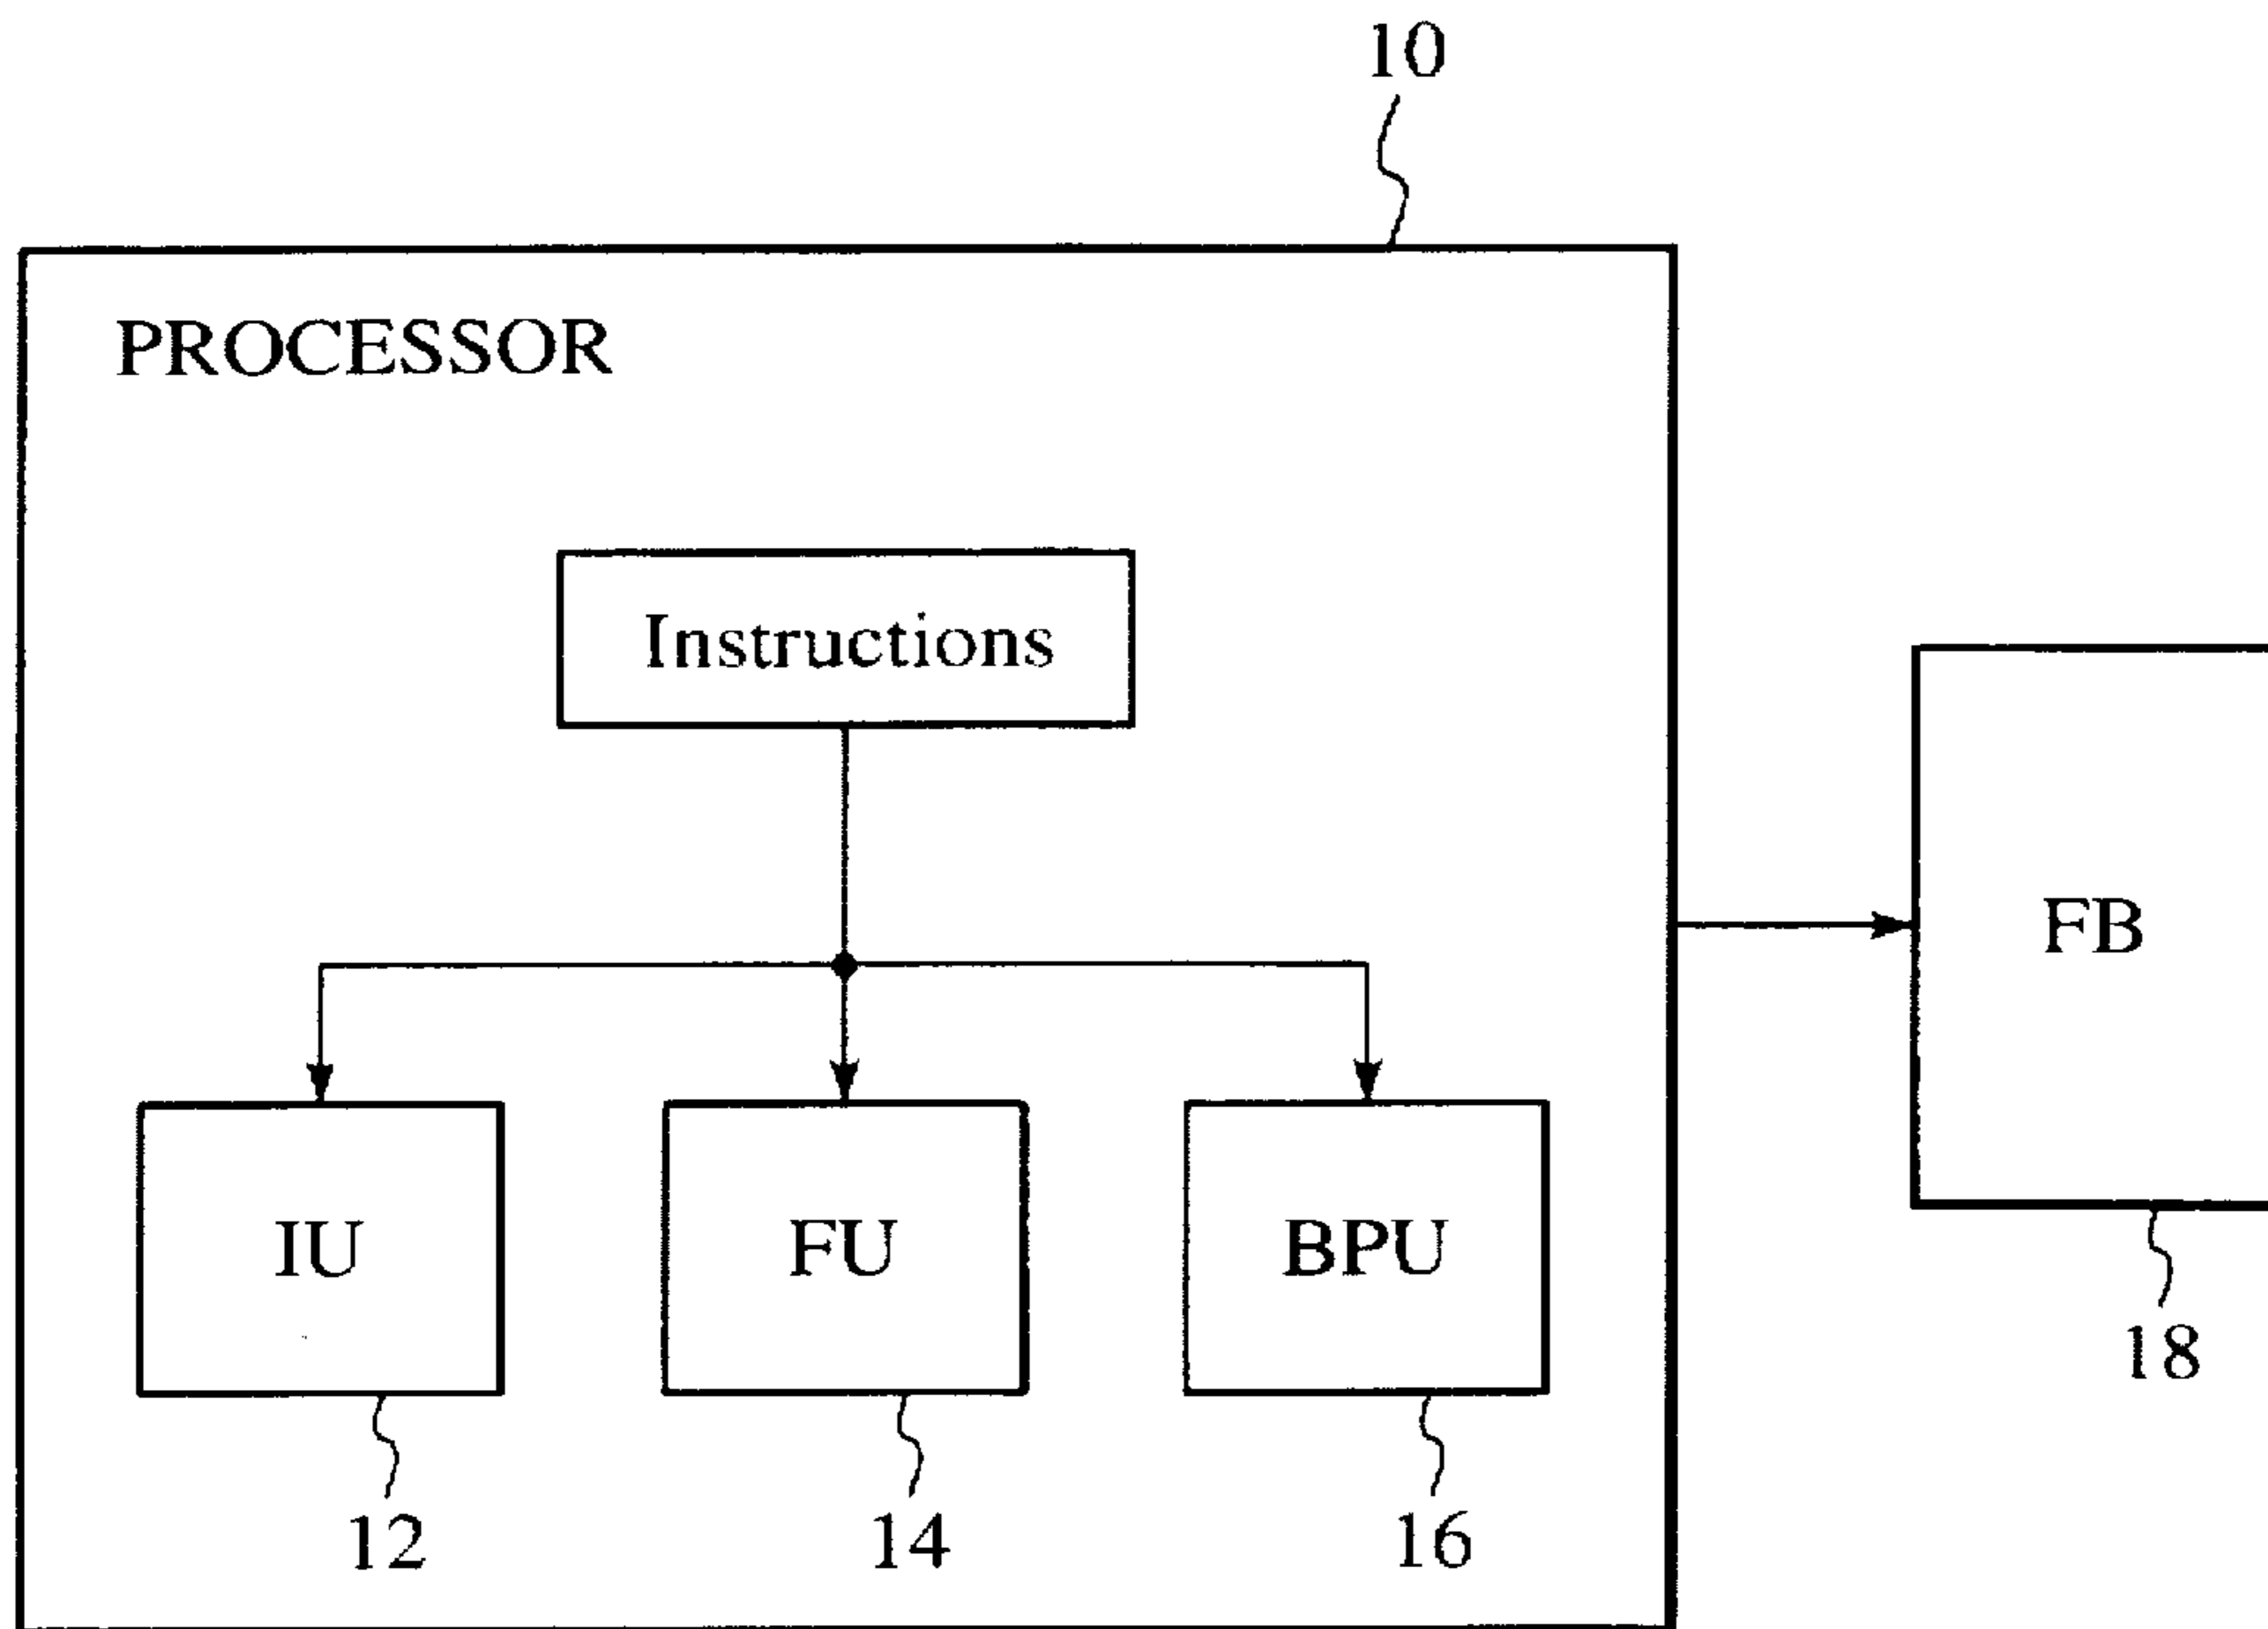 10
PROCESSOR
Instructions
FB
IU
FU
BPU
18
12
14
16